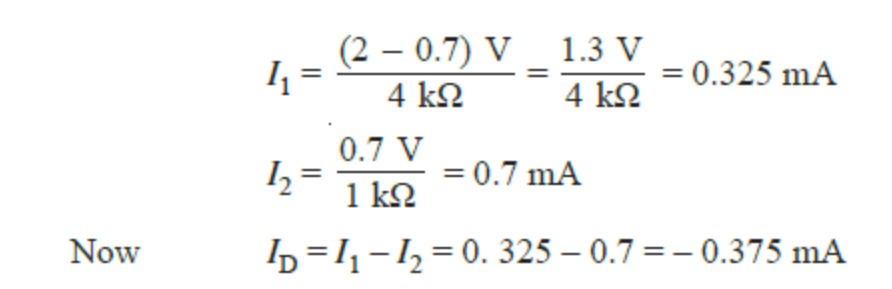 I₁ = (2 – 0.7) V / 4 kΩ = 1.3 V / 4 kΩ = 0.325 mA
I₂ = 0.7 V / 1 kΩ = 0.7 mA
Now I_D = I₁ – I₂ = 0. 325 – 0.7 = – 0.375 mA